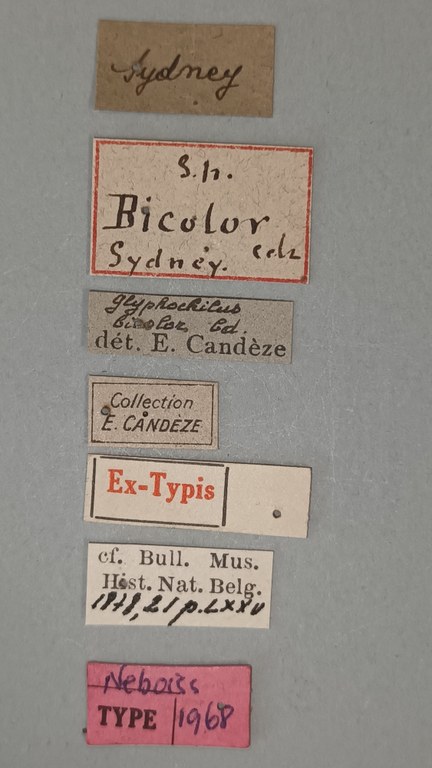 Sydney
S.h.
Bicolor
Sydney. Cdz
glyphochilus
bicolor Cd.
dét. E. Candèze
Collection
E. CANDÈZE
Ex-Typis
cf. Bull. Mus.
Hist. Nat. Belg.
1878, 21 p. LXXV
Neboiss
TYPE 1968